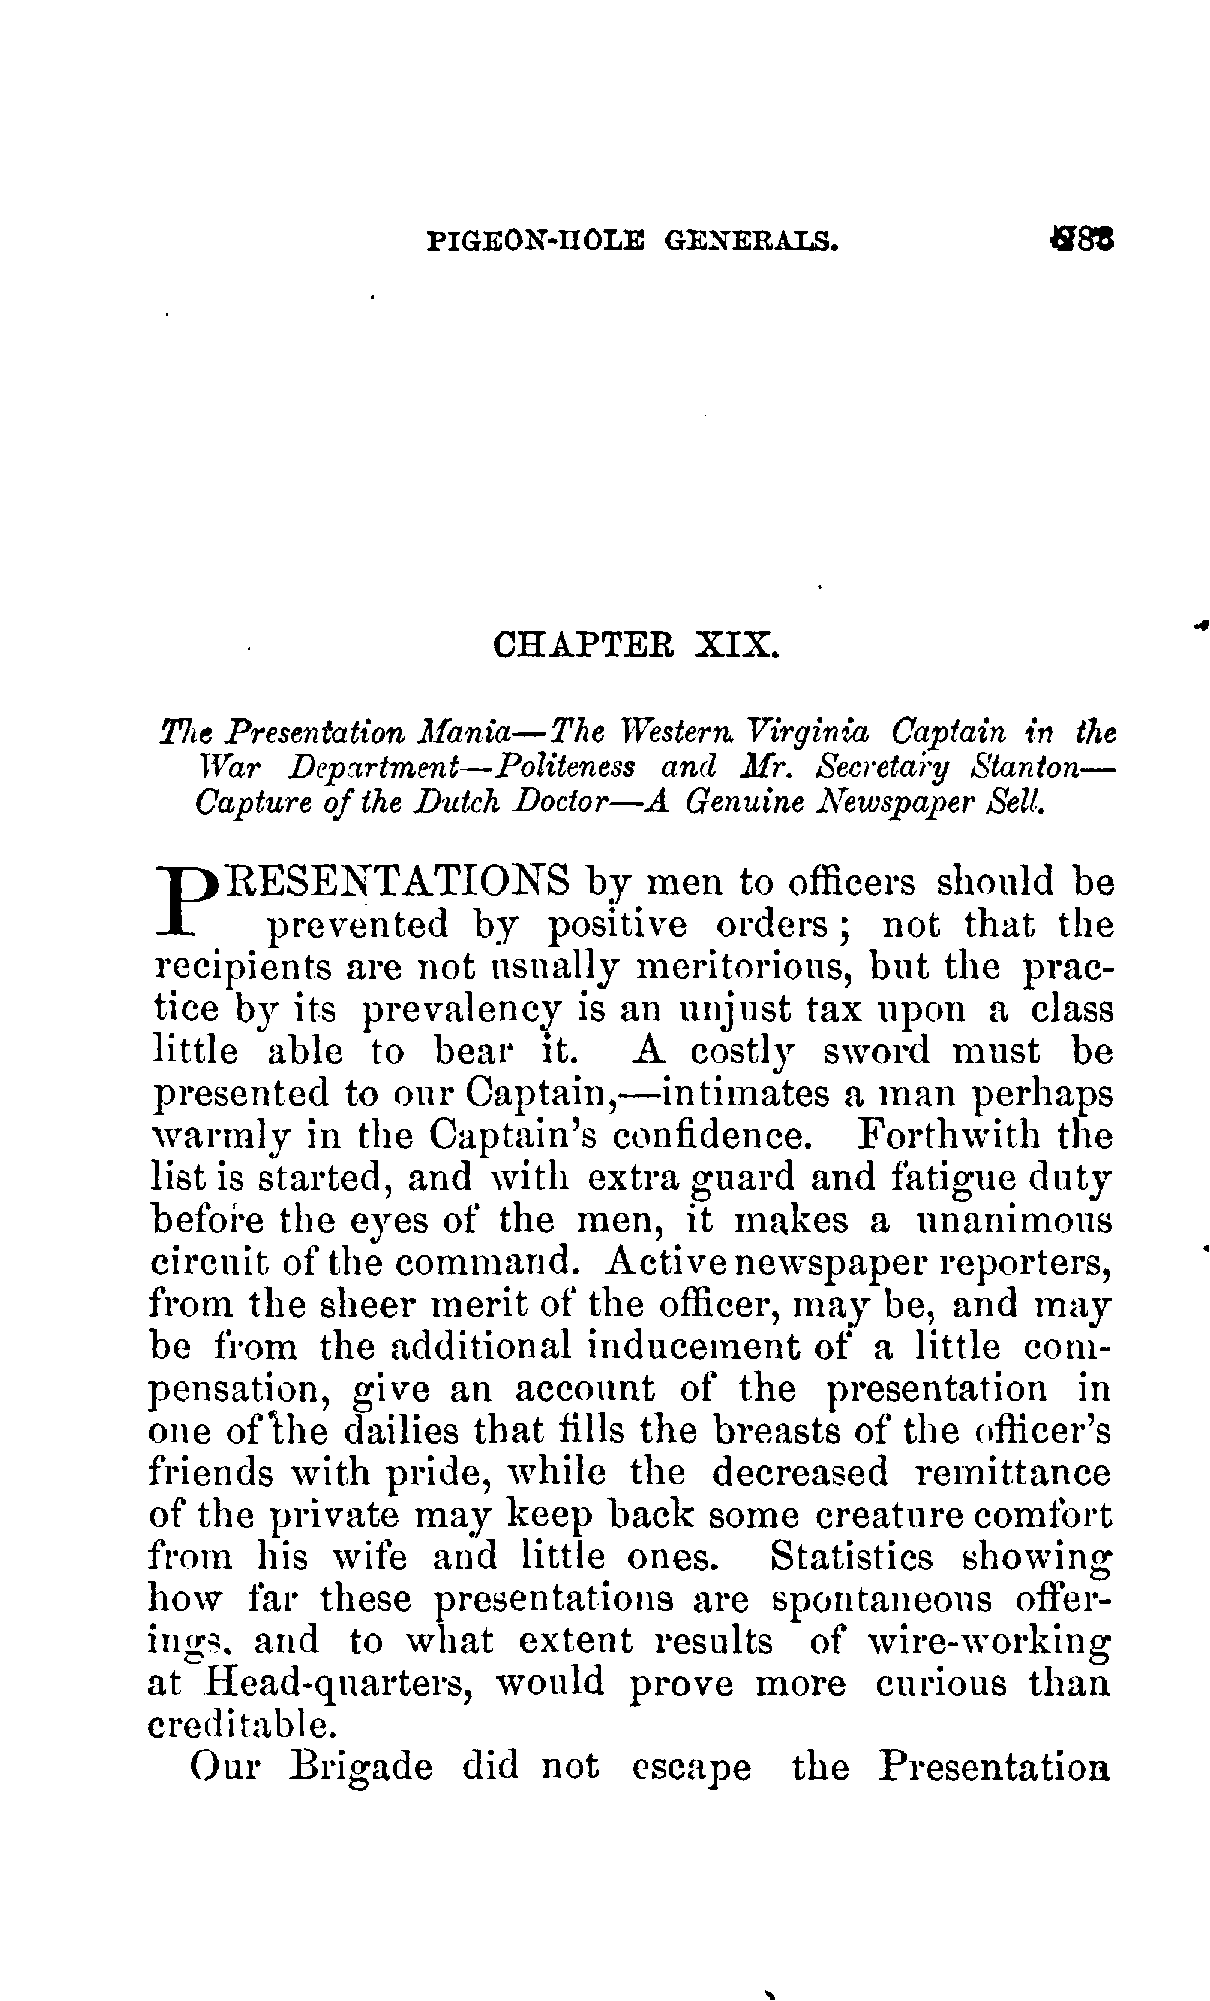 PIGEON-HOLE GENERALS.
CHAPTER XIX.
The Presentation Mania—The Western Virginia Captain in the
War Department—Politeness and Mr. Secretary Stanton—
Capture of the Dutch Doctor—A Genuine Newspaper Sell.
PRESENTATIONS by men to officers should be
prevented by positive orders; not that the
recipients are not usually meritorious, but the prac-
tice by its prevalency is an unjust tax upon a class
little able to bear it. A costly sword must be
presented to our Captain,—intimates a man perhaps
warmly in the Captain's confidence. Forthwith the
list is started, and with extra guard and fatigue duty
before the eyes of the men, it makes a unanimous
circuit of the command. Active newspaper reporters,
from the sheer merit of the officer, may be, and may
be from the additional inducement of a little com-
pensation, give an account of the presentation in
one of the dailies that fills the breasts of the officer's
friends with pride, while the decreased remittance
of the private may keep back some creature comfort
from his wife and little ones. Statistics showing
how far these presentations are spontaneous offer-
ings, and to what extent results of wire-working
at Head-quarters, would prove more curious than
creditable.
Our Brigade did not escape the Presentation